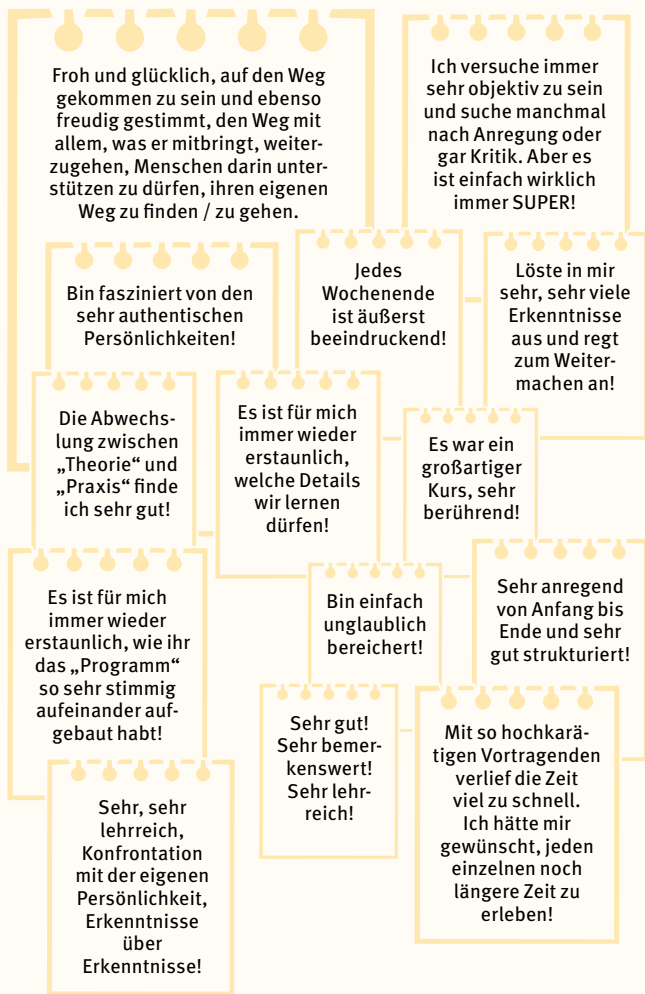 Froh und glücklich, auf den Weg
gekommen zu sein und ebenso
freudig gestimmt, den Weg mit
allem, was er mitbringt, weiter-
zugehen, Menschen darin unter-
stützen zu dürfen, ihren eigenen
Weg zu finden / zu gehen.
Ich versuche immer
sehr objektiv zu sein
und suche manchmal
nach Anregung oder
gar Kritik. Aber es
ist einfach wirklich
immer SUPER!
Bin fasziniert von den
sehr authentischen
Persönlichkeiten!
Jedes
Wochenende
ist äußerst
beeindruckend!
Löste in mir
sehr, sehr viele
Erkenntnisse
aus und regt
zum Weiter-
machen an!
Die Abwechs-
lung zwischen
„Theorie“ und
„Praxis“ finde
ich sehr gut!
Es ist für mich
immer wieder
erstaunlich,
welche Details
wir lernen
dürfen!
Es war ein
großartiger
Kurs, sehr
berührend!
Es ist für mich
immer wieder
erstaunlich, wie ihr
das „Programm“
so sehr stimmig
aufeinander auf-
gebaut habt!
Bin einfach
unglaublich
bereichert!
Sehr anregend
von Anfang bis
Ende und sehr
gut strukturiert!
Sehr gut!
Sehr bemer-
kenswert!
Sehr lehr-
reich!
Mit so hochkarä-
tigen Vortragenden
verlief die Zeit
viel zu schnell.
Ich hätte mir
gewünscht, jeden
einzelnen noch
längere Zeit zu
erleben!
Sehr, sehr
lehrreich,
Konfrontation
mit der eigenen
Persönlichkeit,
Erkenntnisse
über
Erkenntnisse!